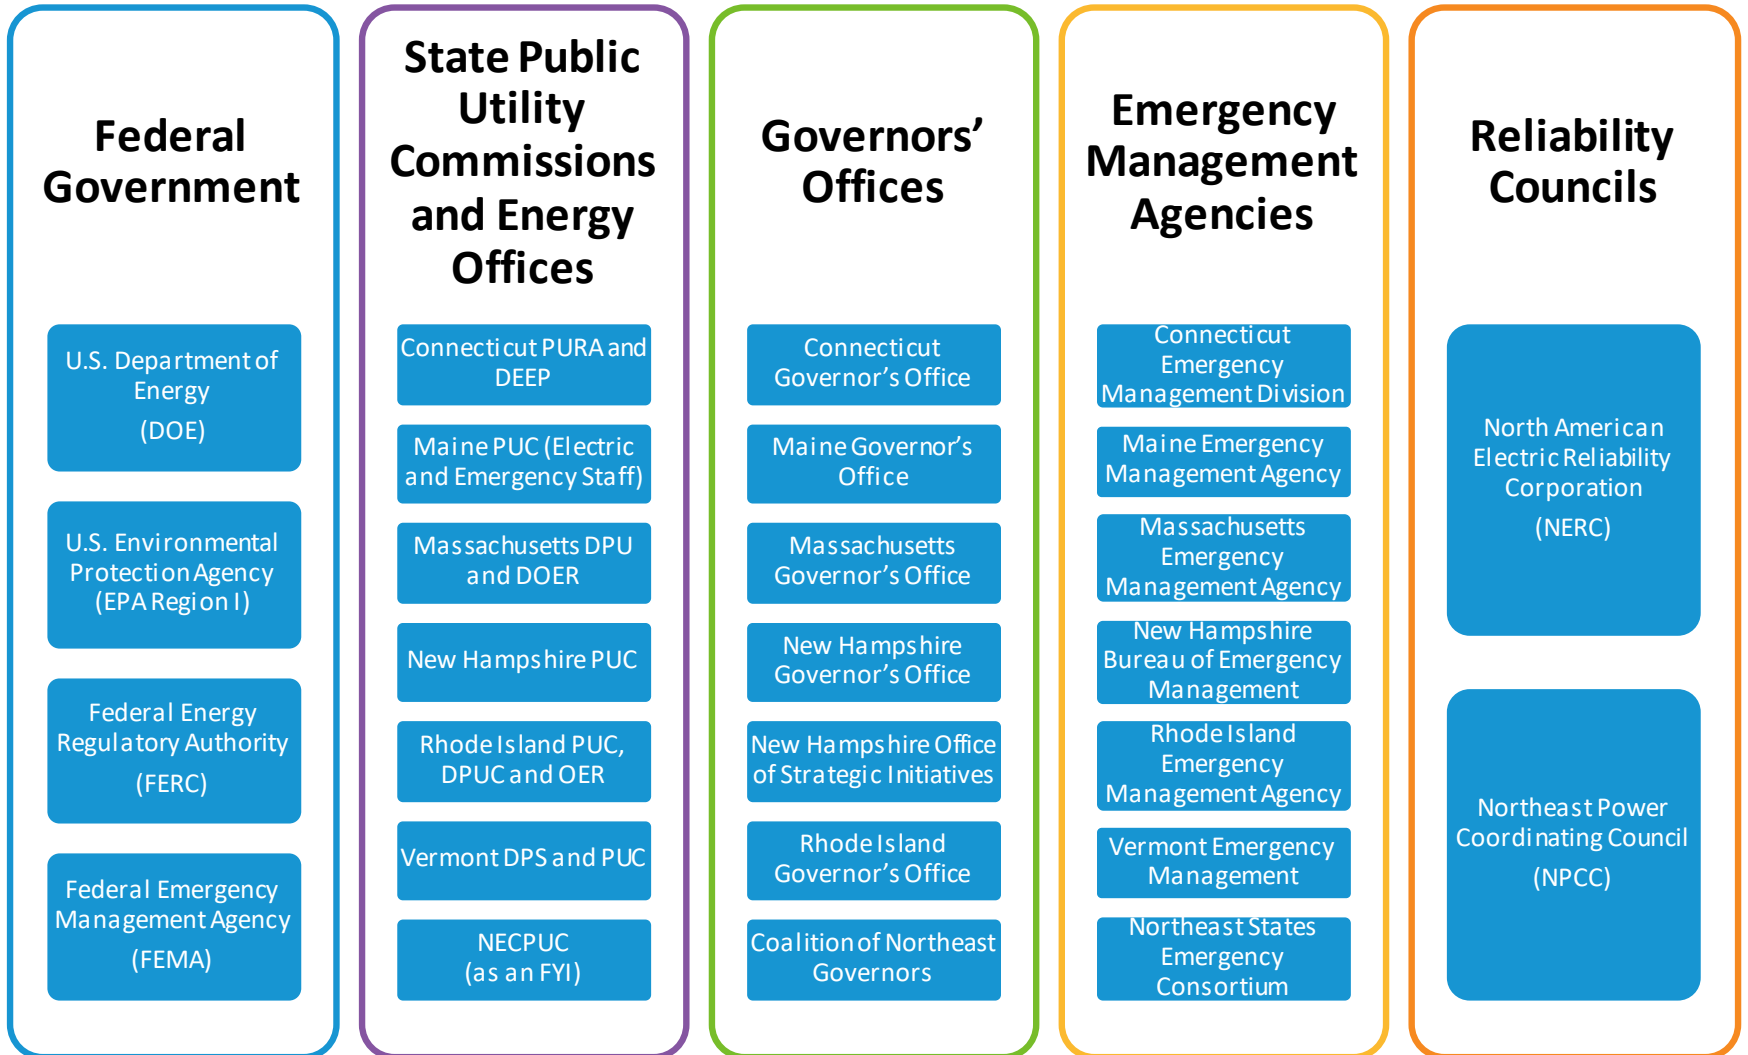 Federal
Government
U.S. Department of
Energy
(DOE)
U.S. Environmental
Protection Agency
(EPA Region I)
Federal Energy
Regulatory Authority
(FERC)
Federal Emergency
Management Agency
(FEMA)
State Public
Utility
Commissions
and Energy
Offices
Connecticut PURA and
DEEP
Maine PUC (Electric
and Emergency Staff)
Massachusetts DPU
and DOER
New Hampshire PUC
Rhode Island PUC,
DPUC and OER
Vermont DPS and PUC
NECPUC
(as an FYI)
Governors’
Offices
Connecticut
Governor’s Office
Maine Governor’s
Office
Massachusetts
Governor’s Office
New Hampshire
Governor’s Office
New Hampshire Office
of Strategic Initiatives
Rhode Island
Governor’s Office
Coalition of Northeast
Governors
Emergency
Management
Agencies
Connecticut
Emergency
Management Division
Maine Emergency
Management Agency
Massachusetts
Emergency
Management Agency
New Hampshire
Bureau of Emergency
Management
Rhode Island
Emergency
Management Agency
Vermont Emergency
Management
Northeast States
Emergency
Consortium
Reliability
Councils
North American
Electric Reliability
Corporation
(NERC)
Northeast Power
Coordinating Council
(NPCC)